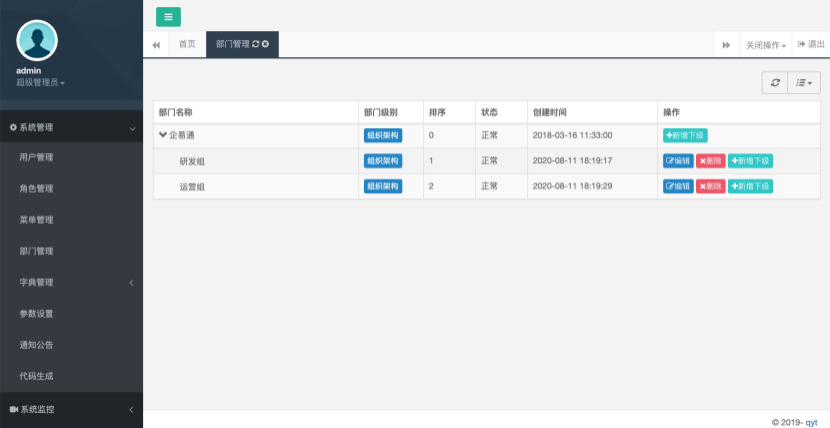 admin
超级管理员
系统管理
用户管理
角色管理
菜单管理
部门管理
字典管理
参数设置
通知公告
代码生成
系统监控
首页 部门管理 关闭操作 退出
部门名称 部门级别 排序 状态 创建时间 操作
企易通 组织架构 0 正常 2018-03-16 11:33:00 新增下级
研发组 组织架构 1 正常 2020-08-11 18:19:17 编辑 删除 新增下级
运营组 组织架构 2 正常 2020-08-11 18:19:29 编辑 删除 新增下级
© 2019- qyt